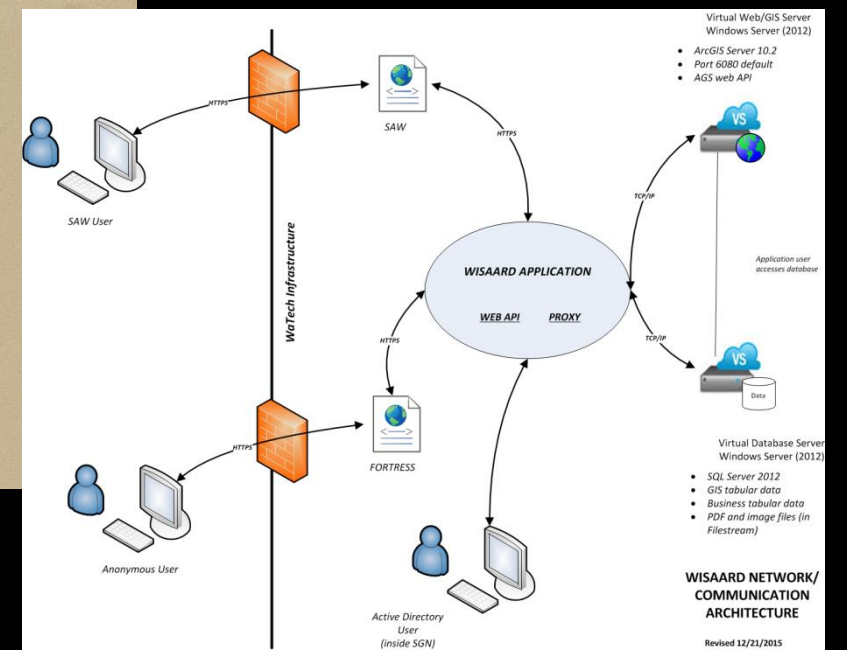 Virtual Web/GIS Server
Windows Server (2012)
• ArcGIS Server 10.2
• Port 6080 default
• AGS web API
VS
HTTPS
SAW
HTTPS
SAW User
TCP/IP
WaTech Infrastructure
Application user
accesses database
WISAARD APPLICATION
WEB API PROXY
HTTPS
TCP/IP
VS
Data
HTTPS
FORTRESS
Anonymous User
Virtual Database Server
Windows Server (2012)
• SQL Server 2012
• GIS tabular data
• Business tabular data
• PDF and image files (in
Filestream)
Active Directory
User
(inside SGN)
WISAARD NETWORK/
COMMUNICATION
ARCHITECTURE
Revised 12/21/2015